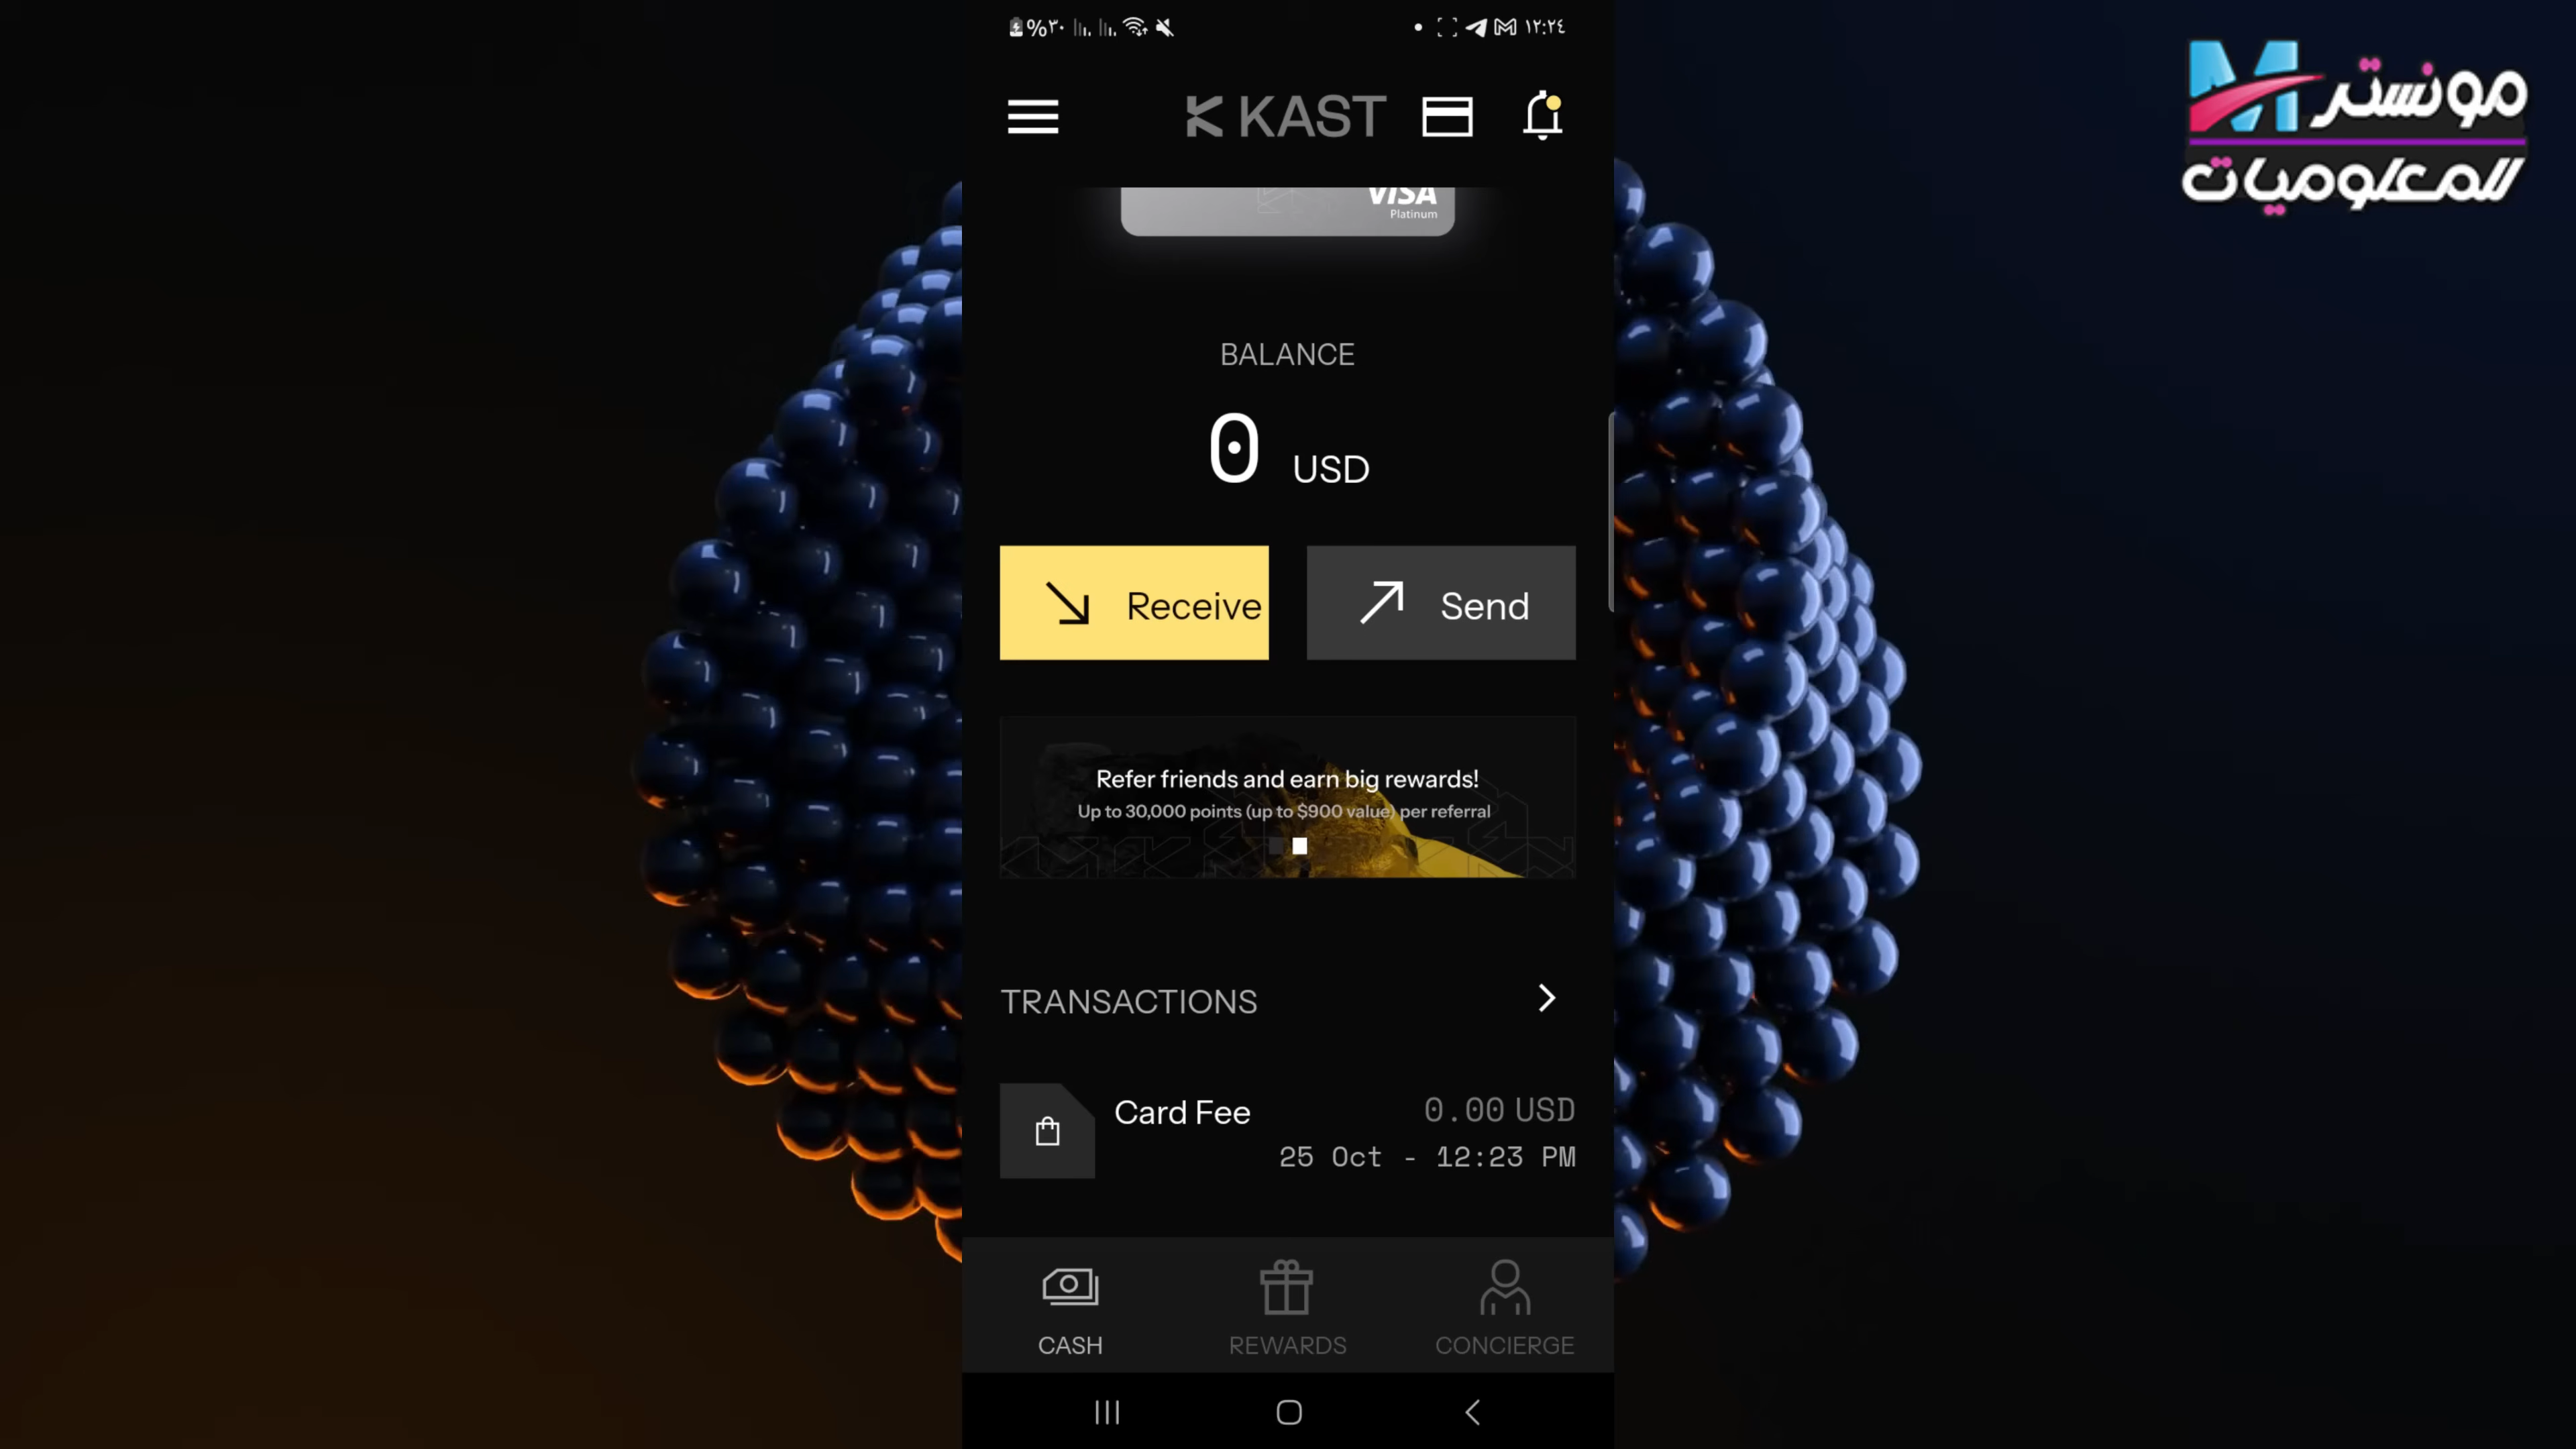 %٣٠
١٢:٢٤
KAST
VISA
Platinum
BALANCE
0 USD
Receive
Send
Refer friends and earn big rewards!
Up to 30,000 points (up to $900 value) per referral
TRANSACTIONS
Card Fee
0.00 USD
25 Oct - 12:23 PM
CASH
REWARDS
CONCIERGE
مونستر
للمعلوميات